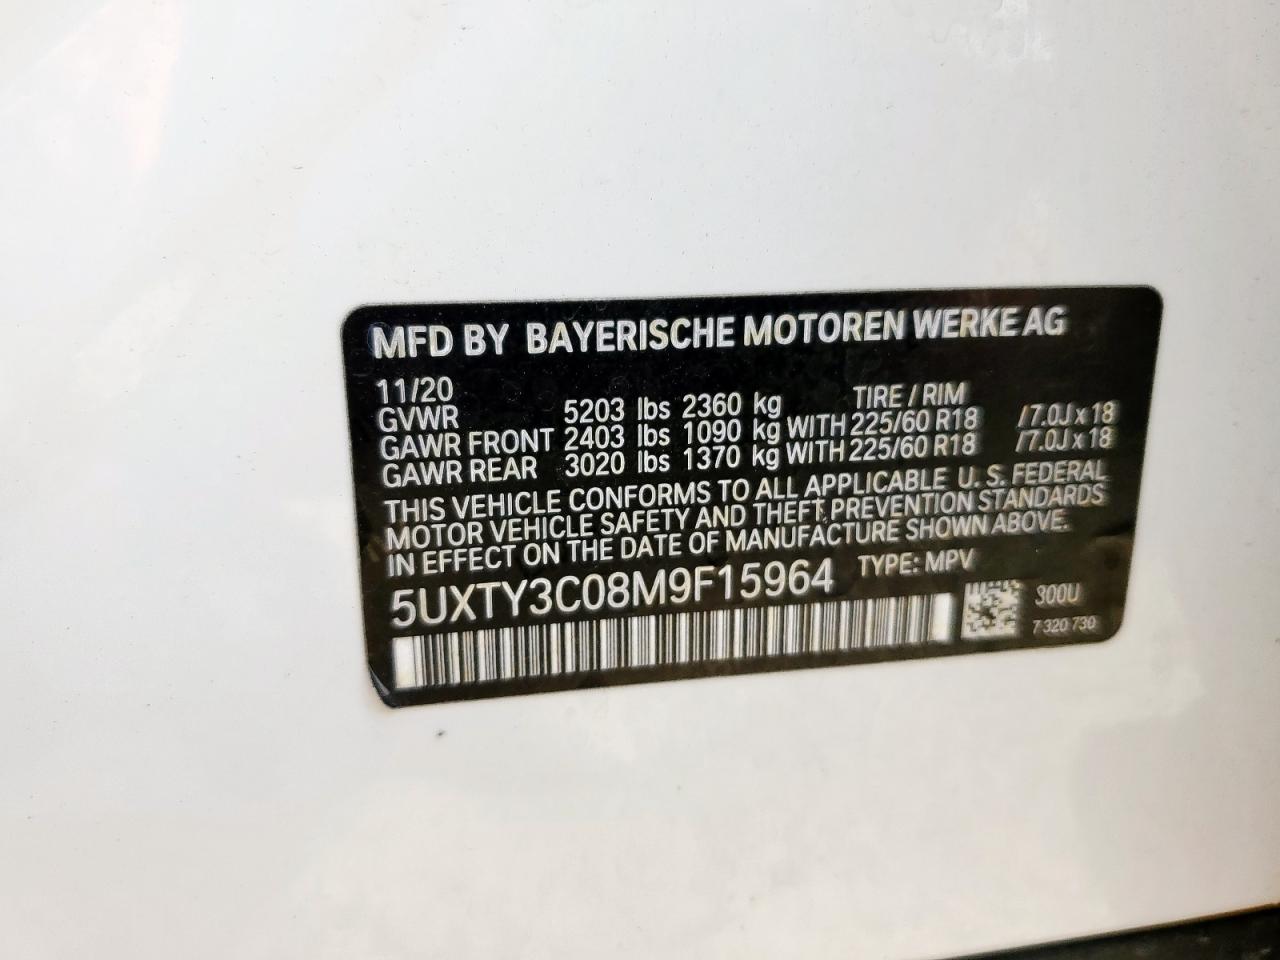 MFD BY BAYERISCHE MOTOREN WERKE AG
11/20 TIRE / RIM
GVWR 5203 lbs 2360 kg
GAWR FRONT 2403 lbs 1090 kg WITH 225/60 R18 /7.0J x 18
GAWR REAR 3020 lbs 1370 kg WITH 225/60 R18 /7.0J x 18
THIS VEHICLE CONFORMS TO ALL APPLICABLE U. S. FEDERAL
MOTOR VEHICLE SAFETY AND THEFT PREVENTION STANDARDS
IN EFFECT ON THE DATE OF MANUFACTURE SHOWN ABOVE.
5UXTY3C08M9F15964 TYPE: MPV
300U
7 320 730